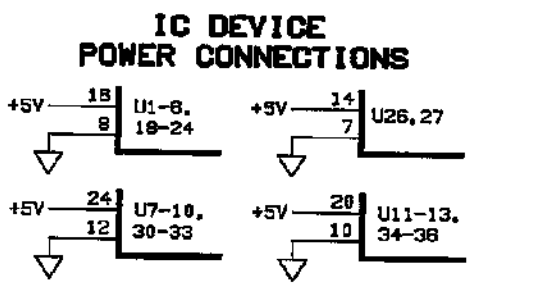 IC DEVICE
POWER CONNECTIONS
+5V 16 U1-6,
8 19-24
+5V 14 U26,27
7
+5V 24 U7-10,
12 30-33
+5V 20 U11-13,
10 34-36